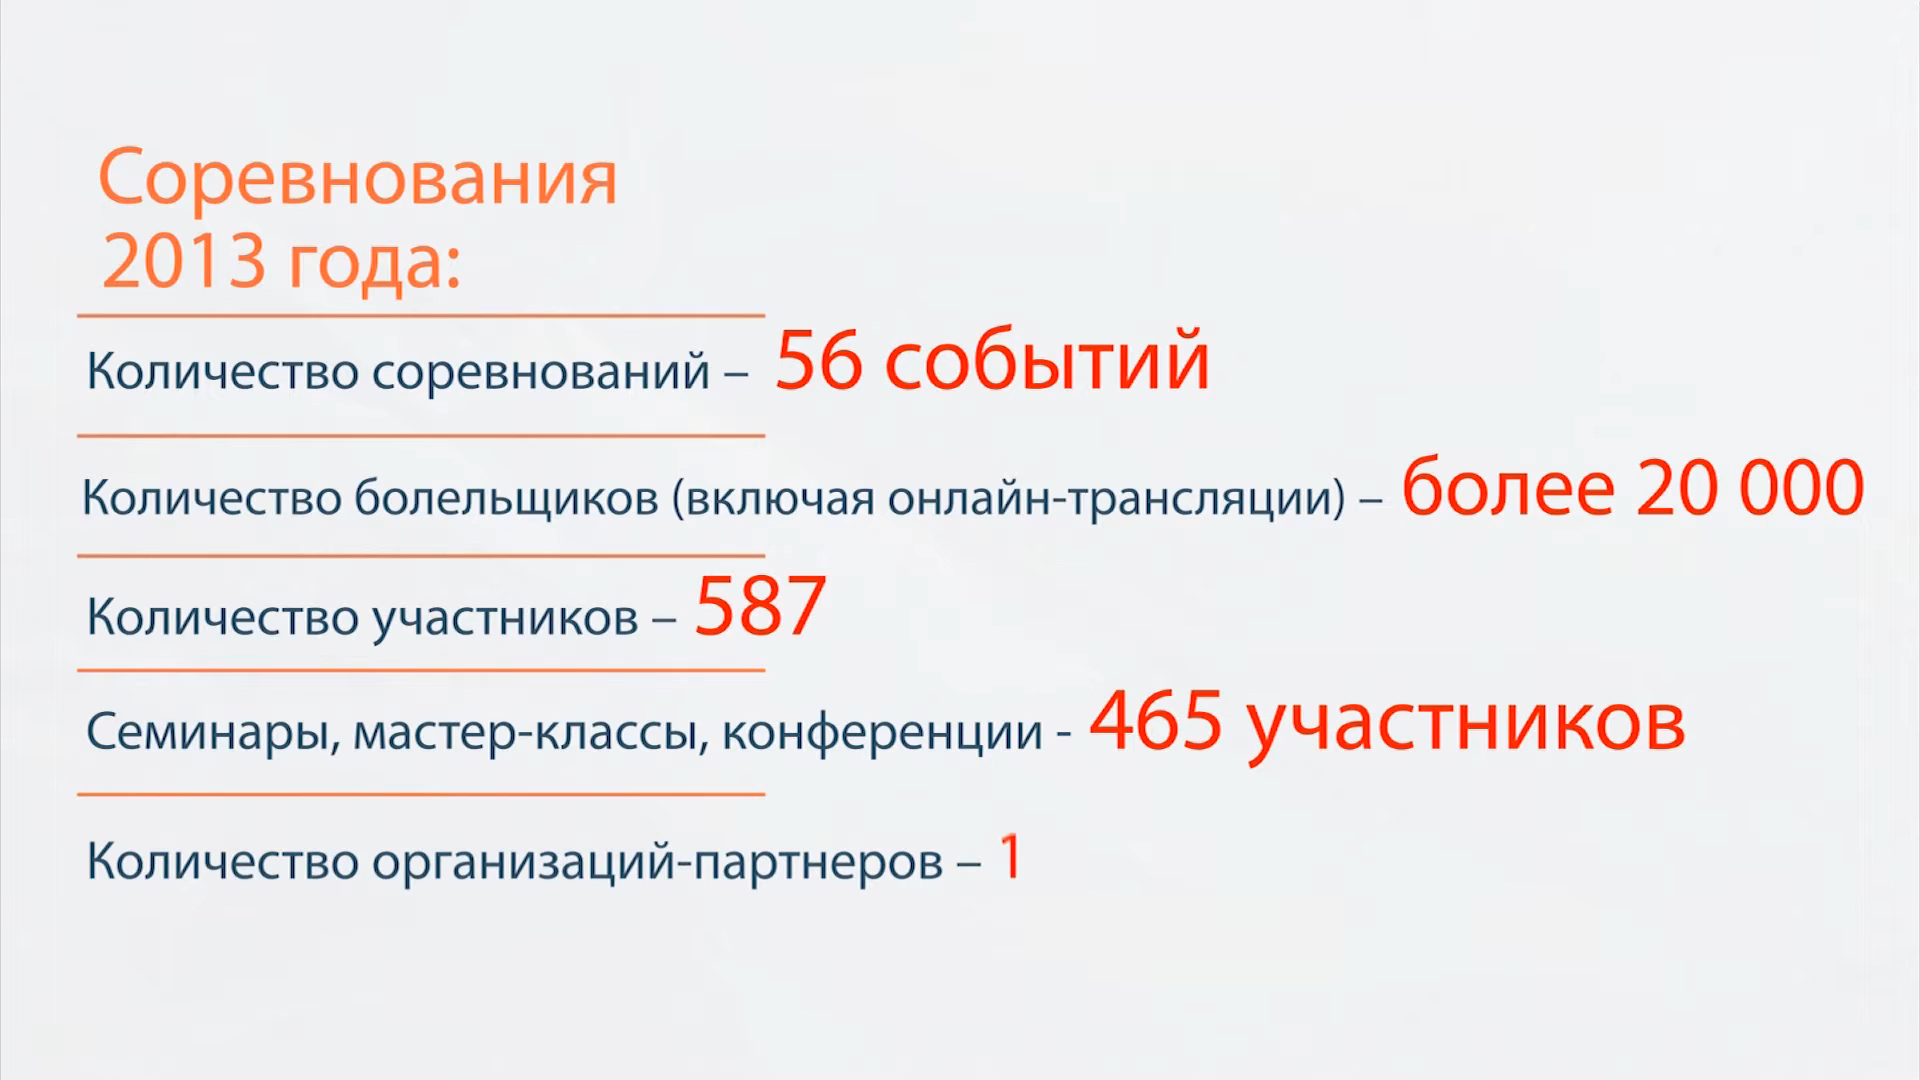 Соревнования
2013 года:
Количество соревнований – 56 событий
Количество болельщиков (включая онлайн-трансляции) – более 20 000
Количество участников – 587
Семинары, мастер-классы, конференции - 465 участников
Количество организаций-партнеров – 1